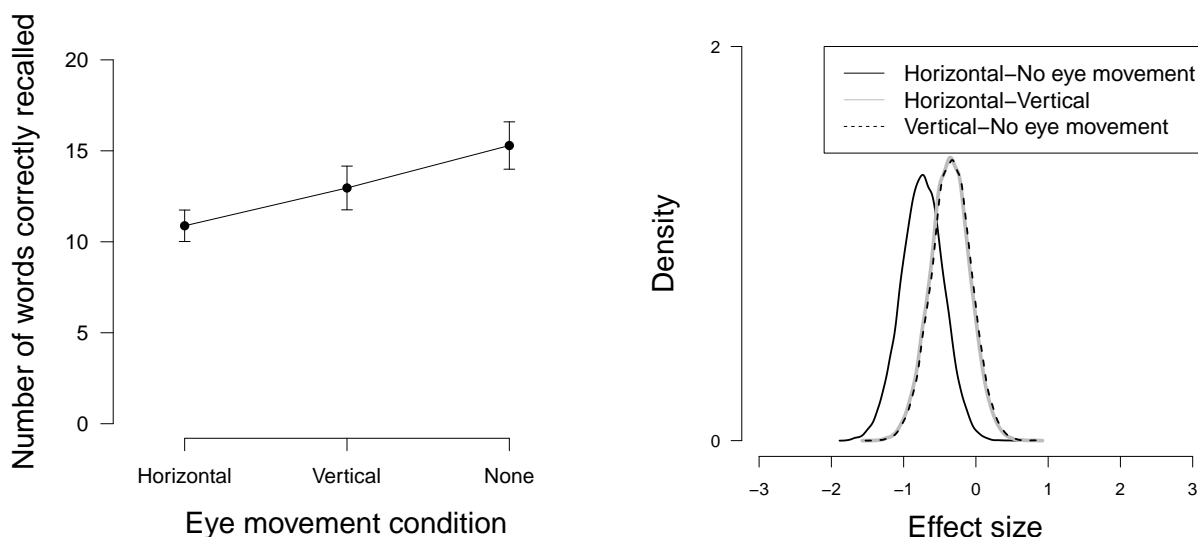 Number of words correctly recalled
20
15
10
5
0
Horizontal
Vertical
None
Eye movement condition
Density
2
0
Horizontal−No eye movement
Horizontal−Vertical
Vertical−No eye movement
−3
−2
−1
0
1
2
3
Effect size